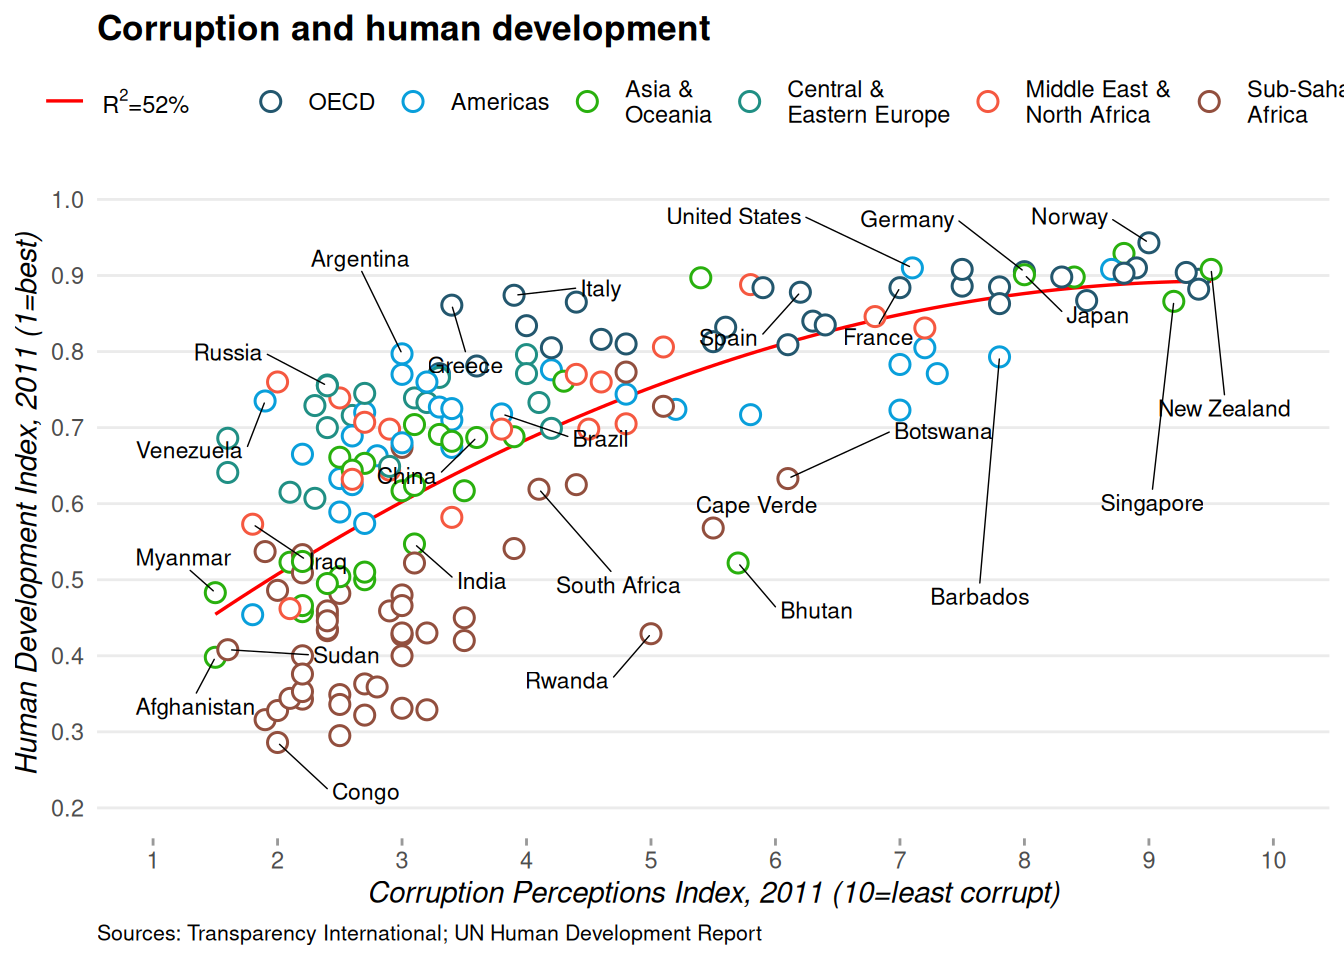 Corruption and human development
R2=52%
OECD
Americas
Asia &
Oceania
Central &
Eastern Europe
Middle East &
North Africa
Sub-Saha
Africa
Human Development Index, 2011 (1=best)
1.0
0.9
0.8
0.7
0.6
0.5
0.4
0.3
0.2
United States
Germany
Norway
Argentina
Italy
Japan
Spain
France
Russia
Greece
New Zealand
Venezuela
Brazil
Botswana
China
Cape Verde
Singapore
Myanmar
Iraq
India
South Africa
Barbados
Bhutan
Sudan
Rwanda
Afghanistan
Congo
1 2 3 4 5 6 7 8 9 10
Corruption Perceptions Index, 2011 (10=least corrupt)
Sources: Transparency International; UN Human Development Report